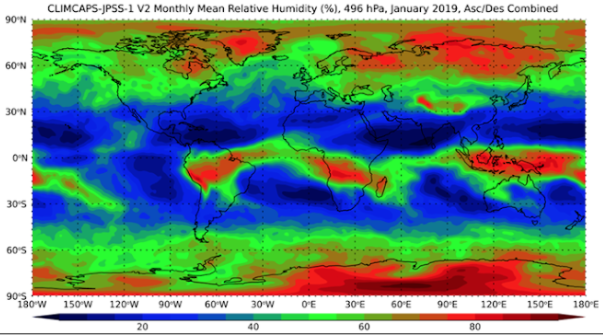 CLIMCAPS-JPSS-1 V2 Monthly Mean Relative Humidity (%), 496 hPa, January 2019, Asc/Des Combined
90°N
60°N
30°N
0°N
30°S
60°S
90°S
180°W 150°W 120°W 90°W 60°W 30°W 0°E 30°E 60°E 90°E 120°E 150°E 180°E
20 40 60 80